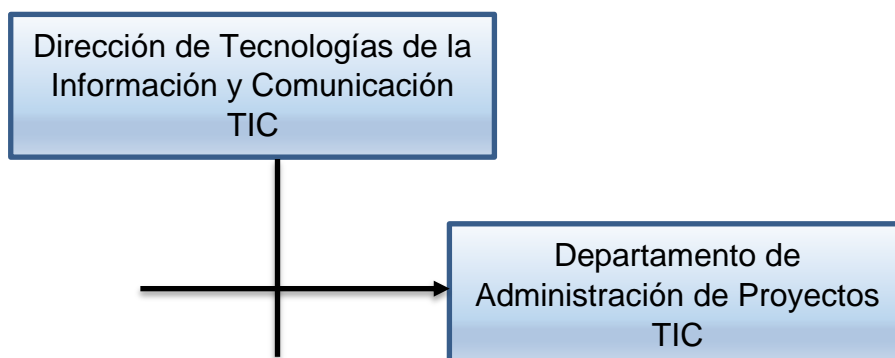 Dirección de Tecnologías de la
Información y Comunicación
TIC
Departamento de
Administración de Proyectos
TIC